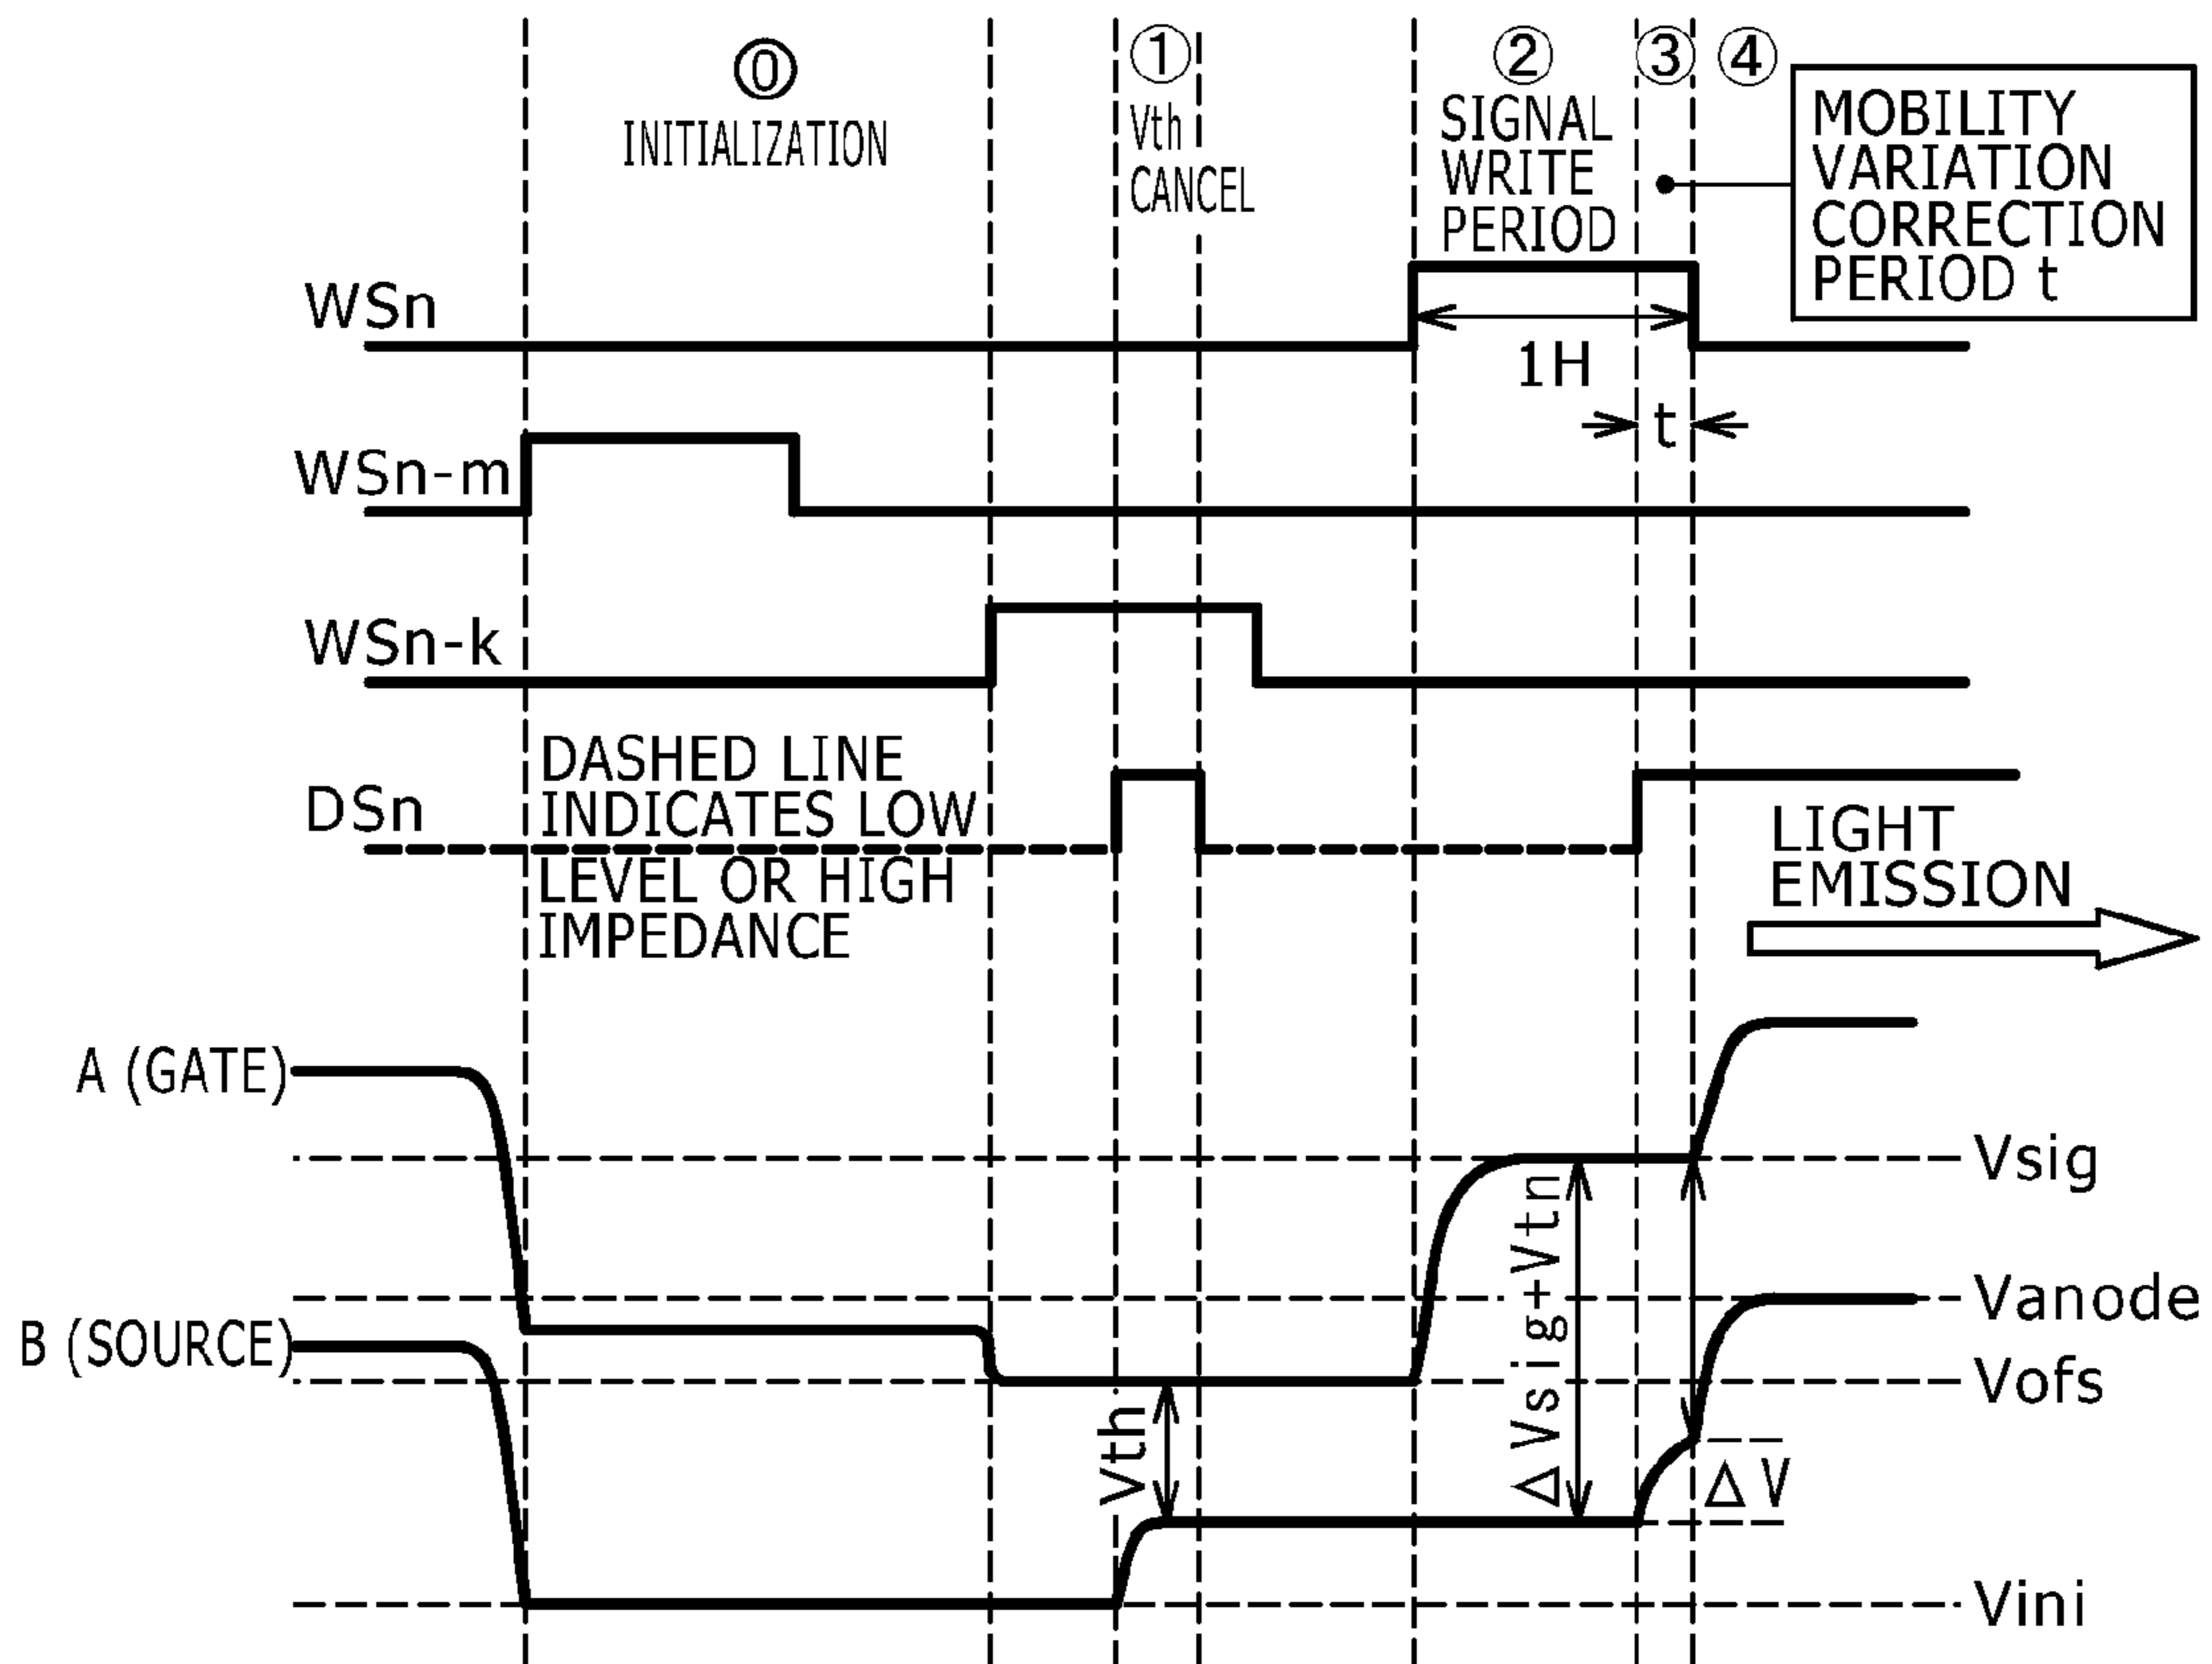 ⓪
INITIALIZATION
①
Vth
CANCEL
②
SIGNAL
WRITE
PERIOD
③
④
MOBILITY
VARIATION
CORRECTION
PERIOD t
WSn
1H
t
WSn-m
WSn-k
DSn
DASHED LINE
INDICATES LOW
LEVEL OR HIGH
IMPEDANCE
LIGHT
EMISSION
A (GATE)
Vsig
ΔVsig+Vtn
Vanode
B (SOURCE)
Vofs
Vth
ΔV
Vini